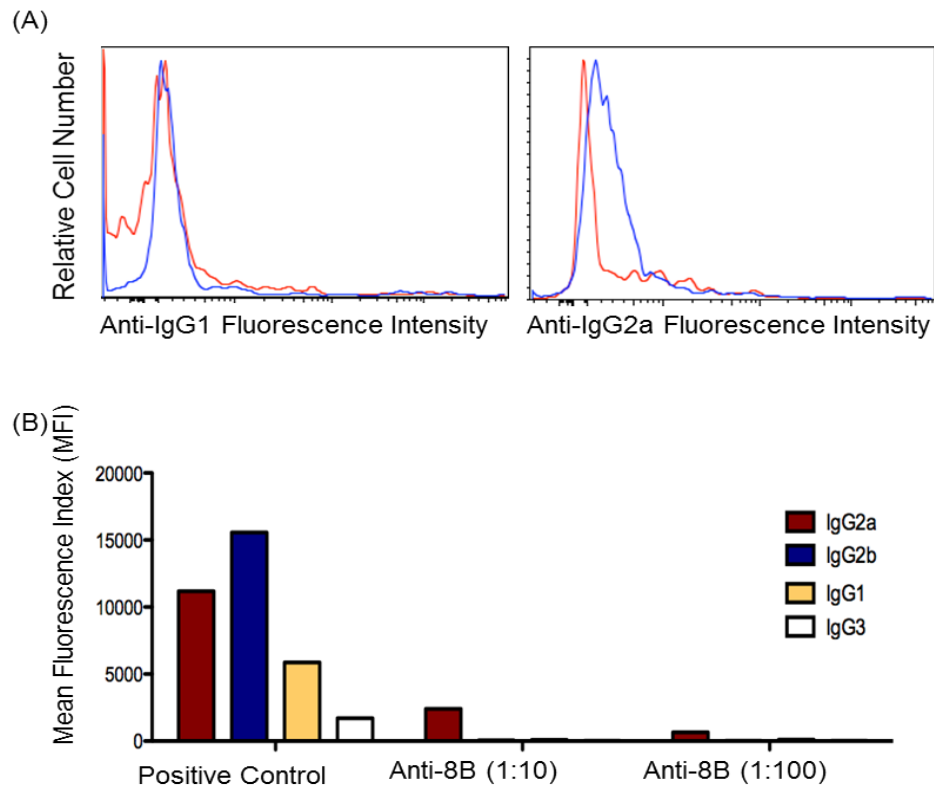 (A)
Relative Cell Number
Anti-IgG1 Fluorescence Intensity
Anti-IgG2a Fluorescence Intensity
(B)
Mean Fluorescence Index (MFI)
20000
15000
10000
5000
0
IgG2a
IgG2b
IgG1
IgG3
Positive Control
Anti-8B (1:10)
Anti-8B (1:100)